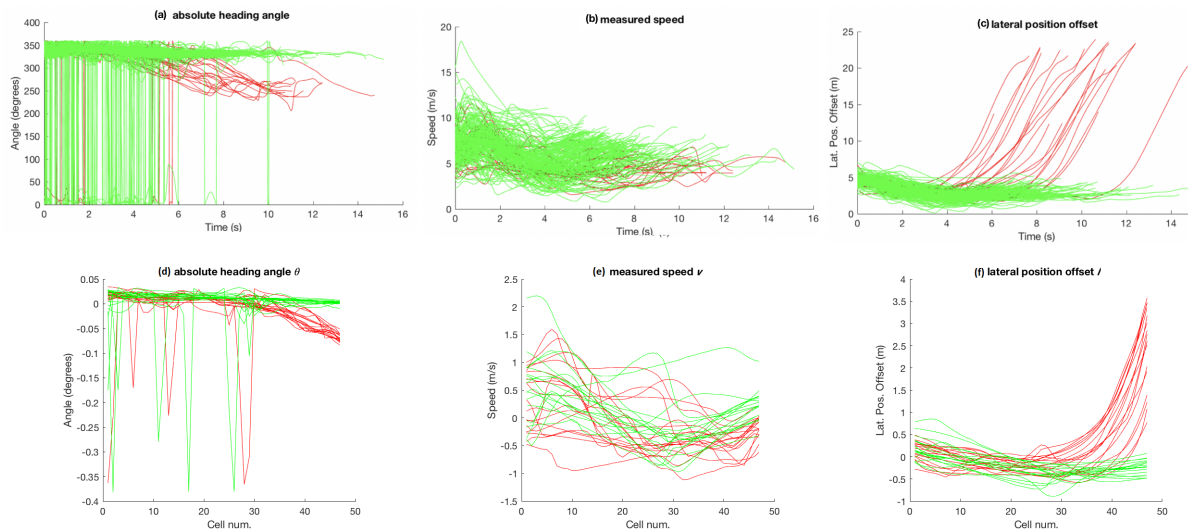 (a) absolute heading angle
(b) measured speed
(c) lateral position offset
400
350
300
250
200
150
100
50
0
Angle (degrees)
0 2 4 6 8 10 12 14 16
Time (s)
20
15
10
5
0
Speed (m/s)
0 2 4 6 8 10 12 14 16
Time (s)
25
20
15
10
5
0
Lat. Pos. Offset (m)
0 2 4 6 8 10 12 14
Time (s)
(d) absolute heading angle θ
(e) measured speed ν
(f) lateral position offset l
0.05
0
-0.05
-0.1
-0.15
-0.2
-0.25
-0.3
-0.35
-0.4
Angle (degrees)
0 10 20 30 40 50
Cell num.
2.5
2
1.5
1
0.5
0
-0.5
-1
-1.5
Speed (m/s)
0 10 20 30 40 50
Cell num.
4
3.5
3
2.5
2
1.5
1
0.5
0
-0.5
-1
Lat. Pos. Offset (m)
0 10 20 30 40 50
Cell num.